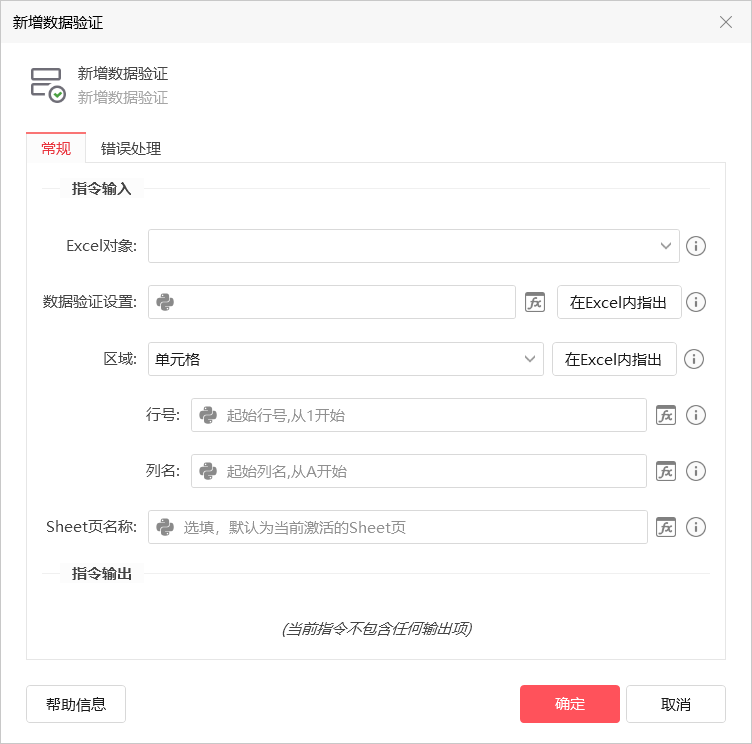 新增数据验证
新增数据验证
新增数据验证
常规 错误处理
指令输入
Excel对象:
数据验证设置: fx 在Excel内指出
区域: 单元格 在Excel内指出
行号: 起始行号,从1开始 fx
列名: 起始列名,从A开始 fx
Sheet页名称: 选填，默认为当前激活的Sheet页 fx
指令输出
(当前指令不包含任何输出项)
帮助信息 确定 取消